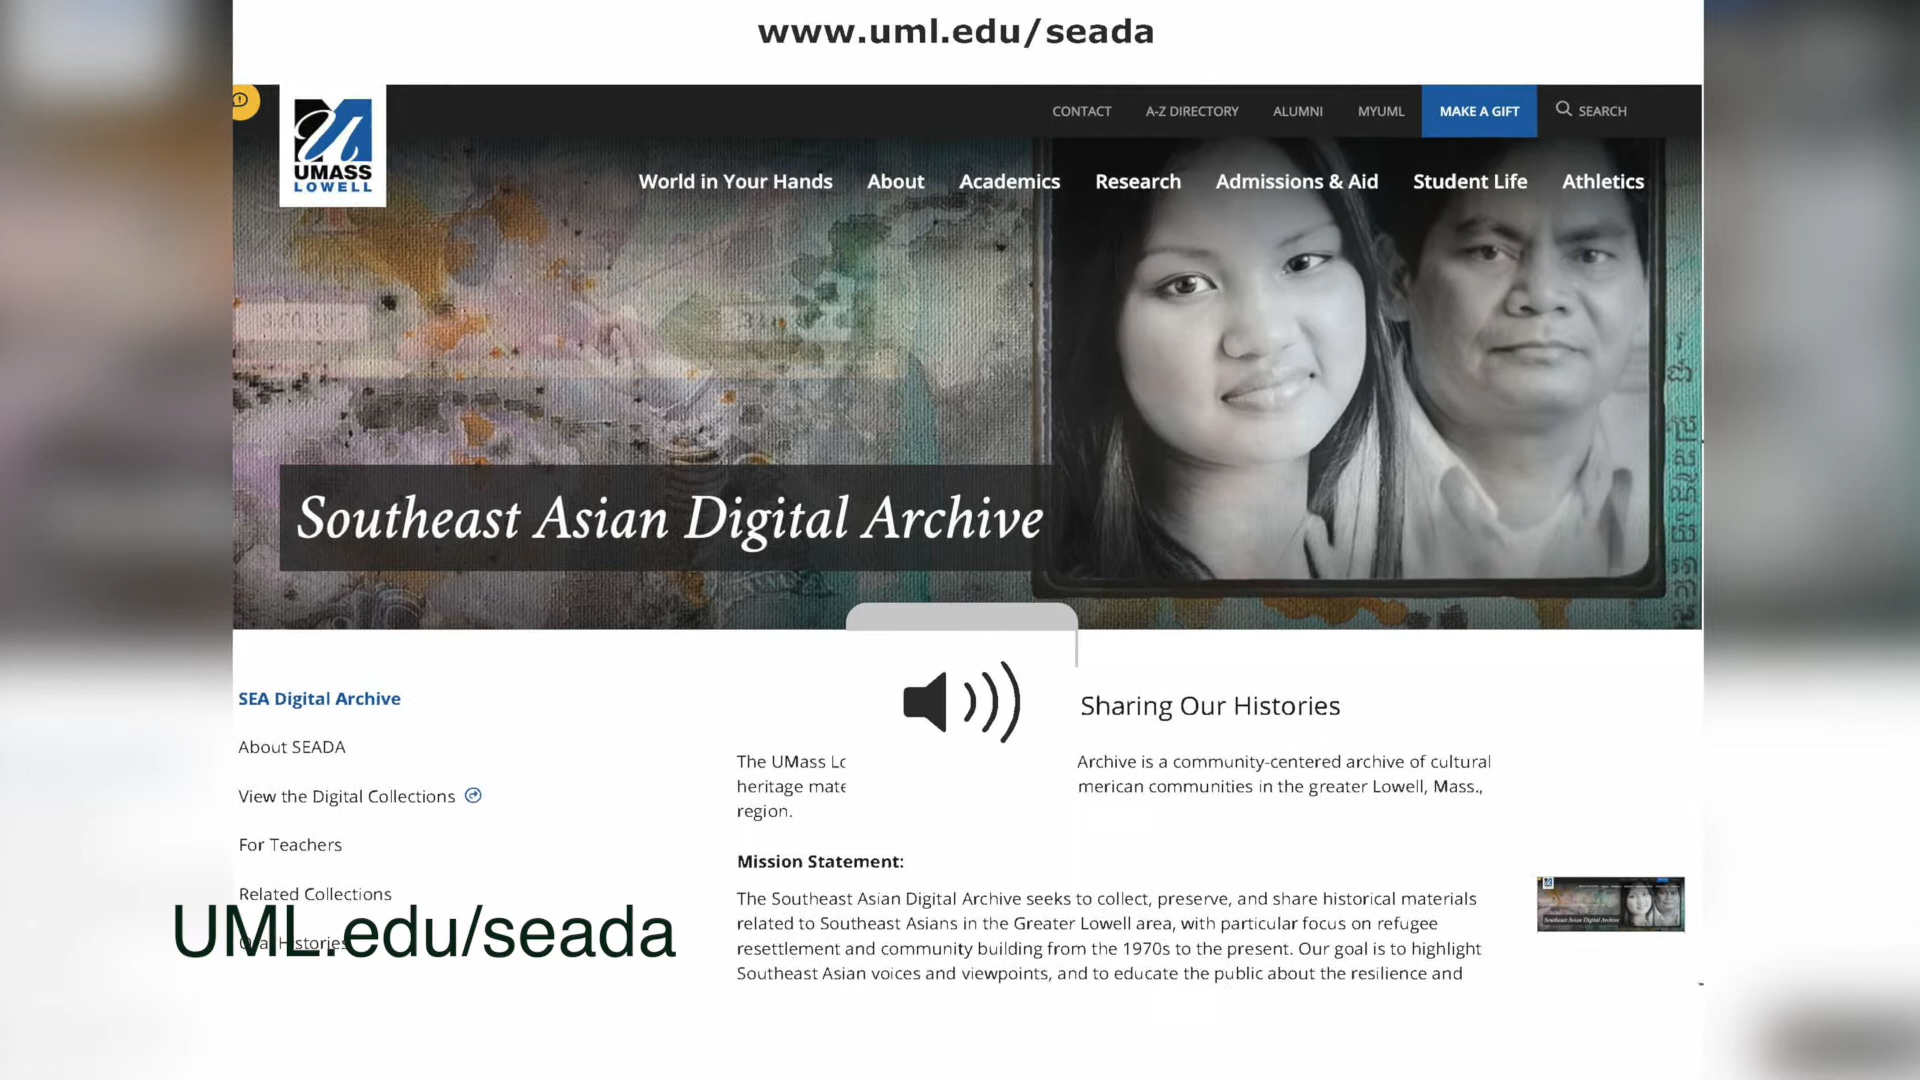 www.uml.edu/seada
CONTACT A-Z DIRECTORY ALUMNI MYUML MAKE A GIFT SEARCH
UMASS
LOWELL
World in Your Hands About Academics Research Admissions & Aid Student Life Athletics
Southeast Asian Digital Archive
SEA Digital Archive
About SEADA
View the Digital Collections
For Teachers
Related Collections
UML.edu/seada
Sharing Our Histories
The UMass Archive is a community-centered archive of cultural
heritage merican communities in the greater Lowell, Mass.,
region.
Mission Statement:
The Southeast Asian Digital Archive seeks to collect, preserve, and share historical materials
related to Southeast Asians in the Greater Lowell area, with particular focus on refugee
resettlement and community building from the 1970s to the present. Our goal is to highlight
Southeast Asian voices and viewpoints, and to educate the public about the resilience and
Southeast Asian Digital Archive